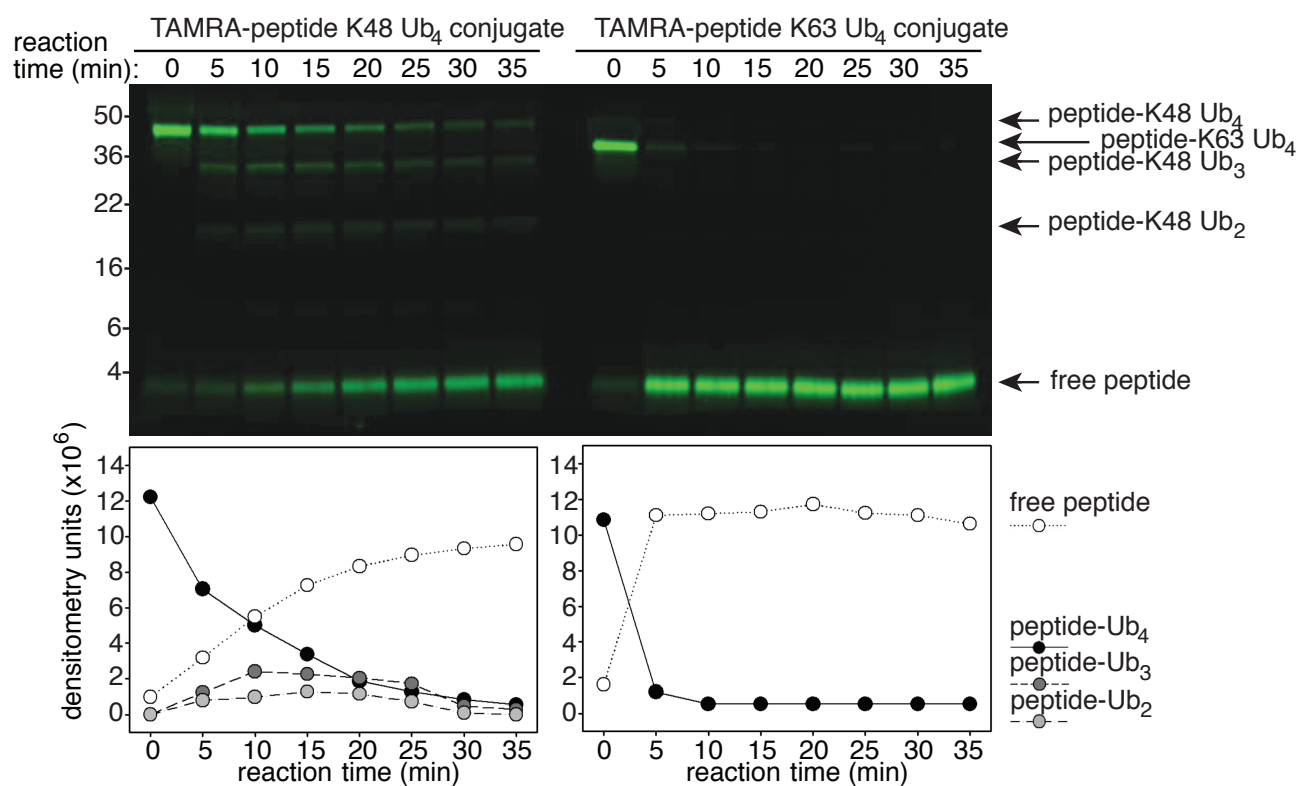 TAMRA-peptide K48 Ub4 conjugate TAMRA-peptide K63 Ub4 conjugate
reaction
time (min): 0 5 10 15 20 25 30 35 0 5 10 15 20 25 30 35
50
36
22
16
6
4
peptide-K48 Ub4
peptide-K63 Ub4
peptide-K48 Ub3
peptide-K48 Ub2
free peptide
densitometry units (x10^6)
14
12
10
8
6
4
2
0
0 5 10 15 20 25 30 35
reaction time (min)
14
12
10
8
6
4
2
0
0 5 10 15 20 25 30 35
reaction time (min)
free peptide
peptide-Ub4
peptide-Ub3
peptide-Ub2